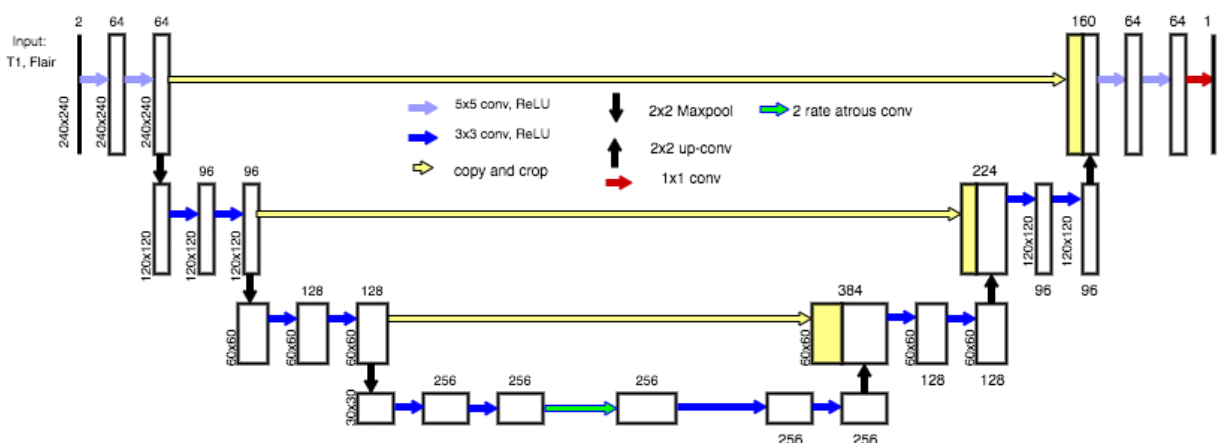 2
64
64
160
64
64
1
Input:
T1, Flair
240x240
240x240
240x240
5x5 conv, ReLU
3x3 conv, ReLU
copy and crop
2x2 Maxpool
2x2 up-conv
1x1 conv
2 rate atrous conv
96
96
224
120x120
120x120
120x120
120x120
120x120
96
96
128
128
384
60x60
60x60
60x60
60x60
60x60
60x60
128
128
256
256
256
30x30
256
256